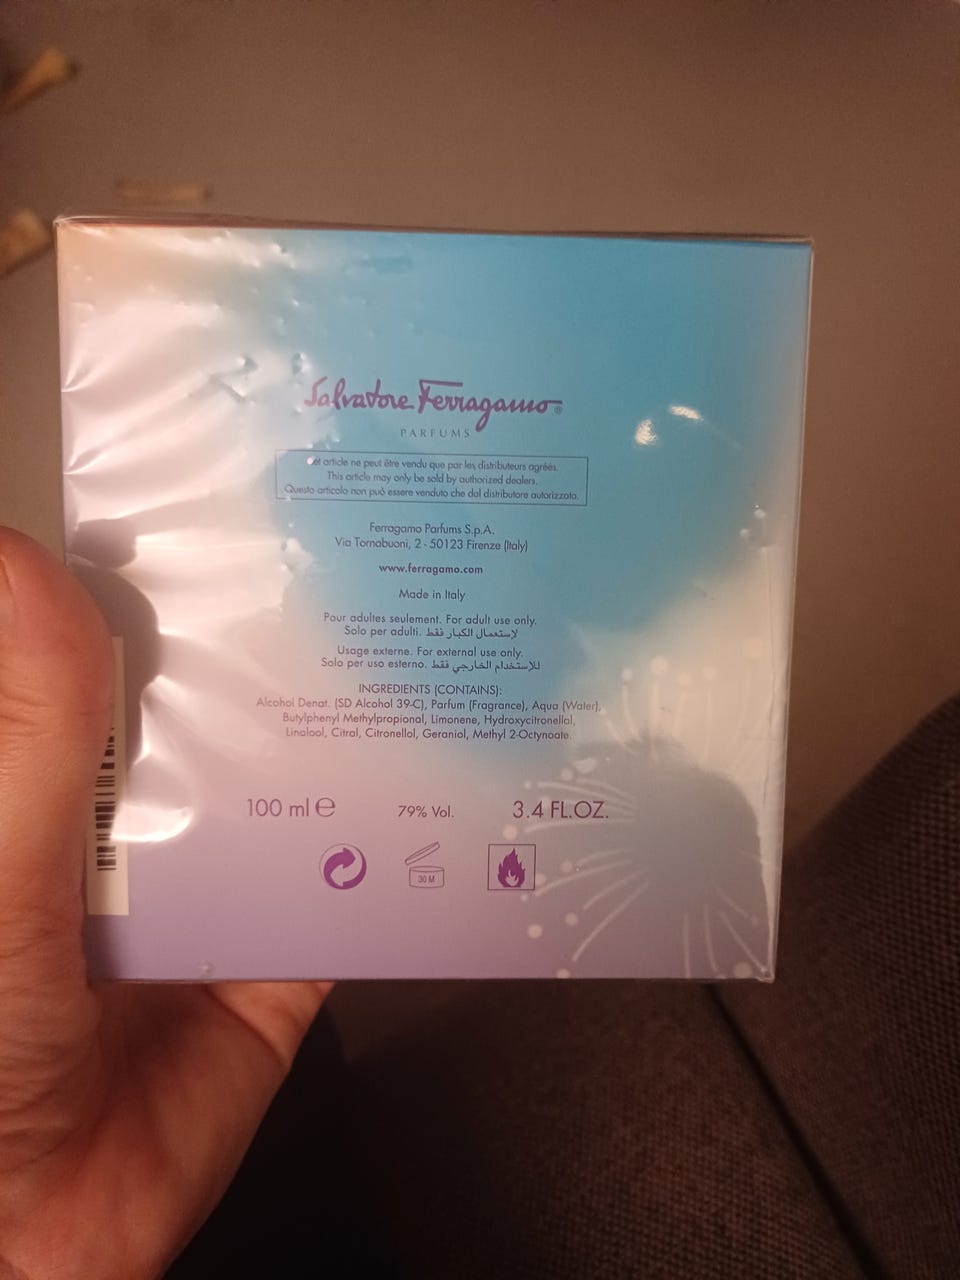 Salvatore Ferragamo®
PARFUMS
Cet article ne peut être vendu que par les distributeurs agréés.
This article may only be sold by authorized dealers.
Questo articolo non può essere venduto che dal distributore autorizzato.
Ferragamo Parfums S.p.A.
Via Tornabuoni, 2 - 50123 Firenze (Italy)
www.ferragamo.com
Made in Italy
Pour adultes seulement. For adult use only.
Solo per adulti. لإستعمال الكبار فقط
Usage externe. For external use only.
Solo per uso esterno. للإستخدام الخارجي فقط
INGREDIENTS (CONTAINS):
Alcohol Denat. (SD Alcohol 39-C), Parfum (Fragrance), Aqua (Water),
Butylphenyl Methylpropional, Limonene, Hydroxycitronellal,
Linalool, Citral, Citronellol, Geraniol, Methyl 2-Octynoate.
100 ml ℮ 79% Vol. 3.4 FL.OZ.
30 M